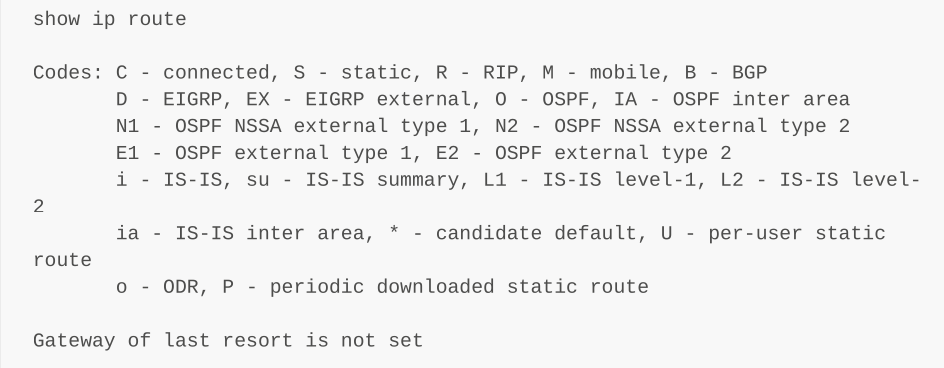 show ip route
Codes: C - connected, S - static, R - RIP, M - mobile, B - BGP
D - EIGRP, EX - EIGRP external, O - OSPF, IA - OSPF inter area
N1 - OSPF NSSA external type 1, N2 - OSPF NSSA external type 2
E1 - OSPF external type 1, E2 - OSPF external type 2
i - IS-IS, su - IS-IS summary, L1 - IS-IS level-1, L2 - IS-IS level-
2
ia - IS-IS inter area, * - candidate default, U - per-user static
route
o - ODR, P - periodic downloaded static route
Gateway of last resort is not set